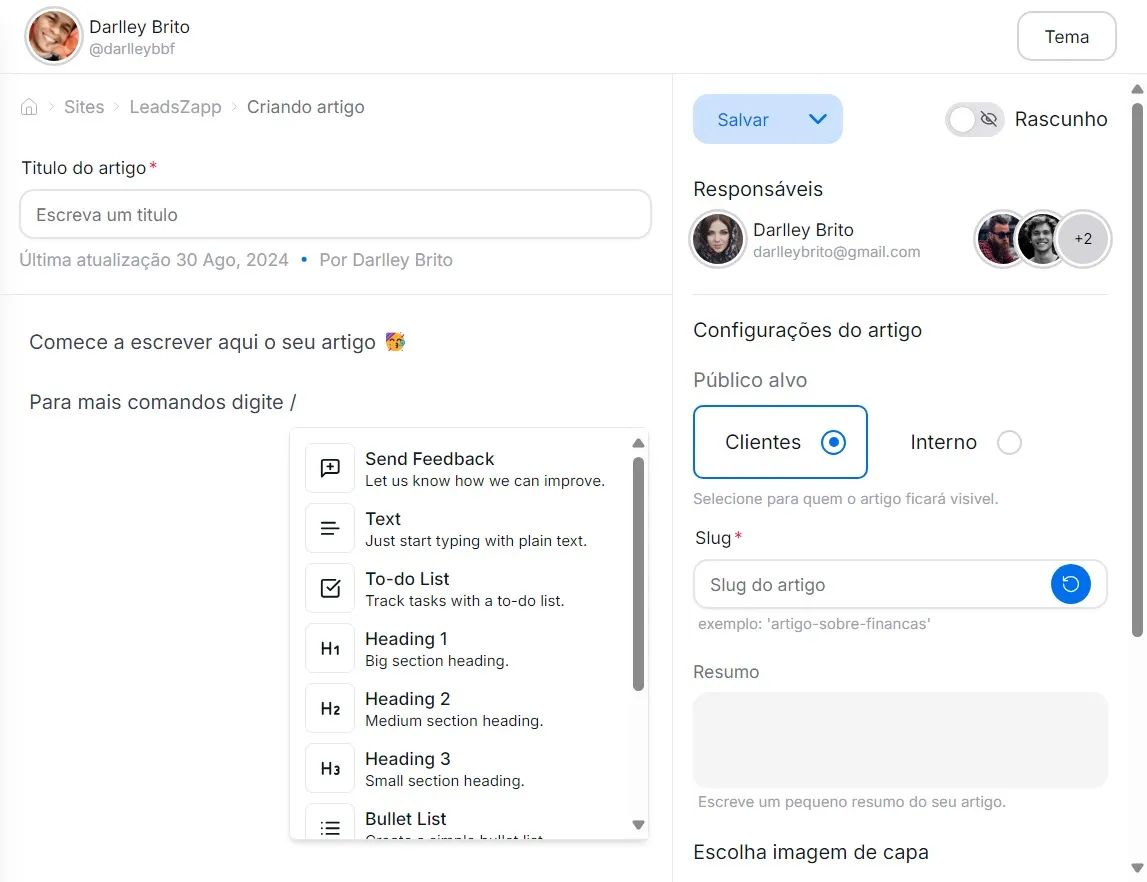 Darlley Brito
@darlleybbf
Tema
Sites
LeadsZapp
Criando artigo
Titulo do artigo*
Escreva um titulo
Última atualização 30 Ago, 2024 • Por Darlley Brito
Comece a escrever aqui o seu artigo 🥳
Para mais comandos digite /
Send Feedback
Let us know how we can improve.
Text
Just start typing with plain text.
To-do List
Track tasks with a to-do list.
H1
Heading 1
Big section heading.
H2
Heading 2
Medium section heading.
H3
Heading 3
Small section heading.
Bullet List
Create a simple bullet list.
Salvar
Rascunho
Responsáveis
Darlley Brito
darlleybrito@gmail.com
+2
Configurações do artigo
Público alvo
Clientes
Interno
Selecione para quem o artigo ficará visivel.
Slug*
Slug do artigo
exemplo: 'artigo-sobre-financas'
Resumo
Escreve um pequeno resumo do seu artigo.
Escolha imagem de capa